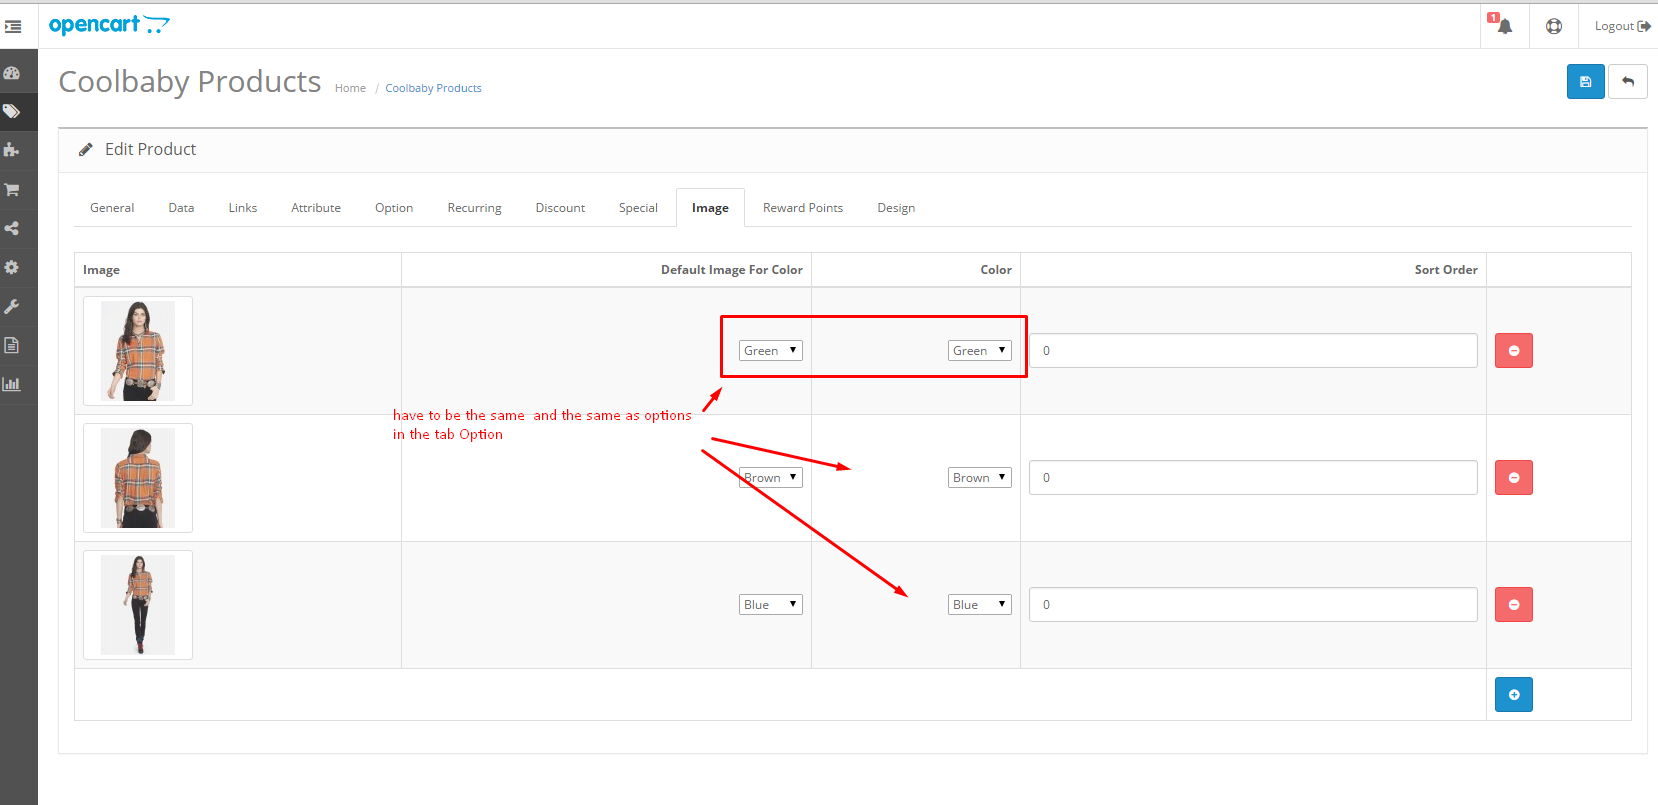 opencart
1
Logout
Coolbaby Products
Home / Coolbaby Products
Edit Product
General Data Links Attribute Option Recurring Discount Special Image Reward Points Design
Image Default Image For Color Color Sort Order
Green Green 0
have to be the same and the same as options
in the tab Option
Brown Brown 0
Blue Blue 0